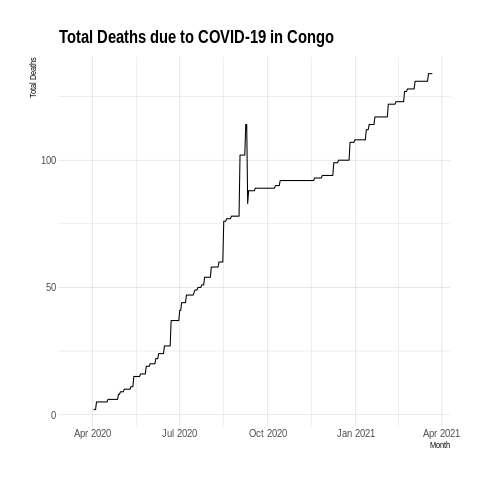 Total Deaths due to COVID-19 in Congo
Total Deaths
100
50
0
Apr 2020 Jul 2020 Oct 2020 Jan 2021 Apr 2021
Month